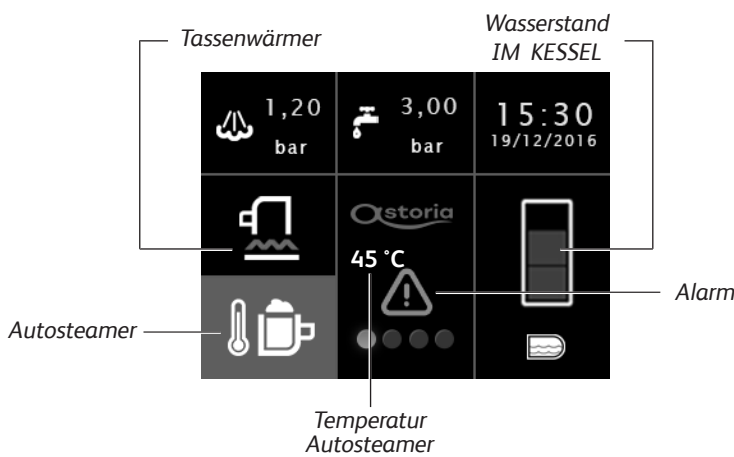 Tassenwärmer
Wasserstand
IM KESSEL
1,20
bar
3,00
bar
15:30
19/12/2016
astoria
45 °C
Alarm
Autosteamer
Temperatur
Autosteamer